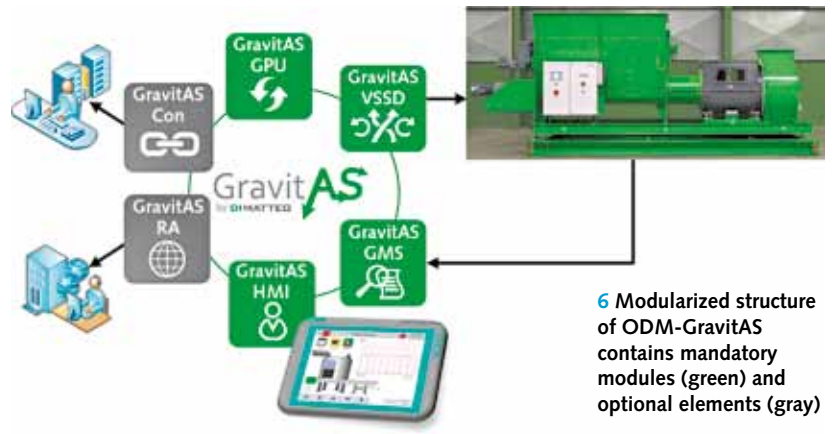 GravitAS
GPU
GravitAS
VSSD
GravitAS
Con
GravitAS
by DI MATTEO
GravitAS
RA
GravitAS
GMS
GravitAS
HMI
6 Modularized structure
of ODM-GravitAS
contains mandatory
modules (green) and
optional elements (gray)